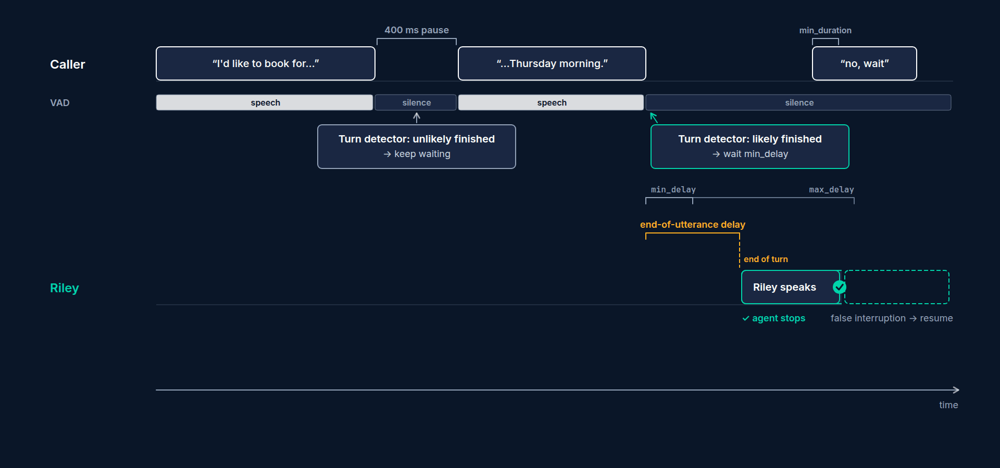 400 ms pause
min_duration
Caller
“I'd like to book for...”
“...Thursday morning.”
“no, wait”
VAD
speech
silence
speech
silence
Turn detector: unlikely finished
→ keep waiting
Turn detector: likely finished
→ wait min_delay
min_delay
max_delay
end-of-utterance delay
end of turn
Riley
Riley speaks
✓ agent stops
false interruption → resume
time